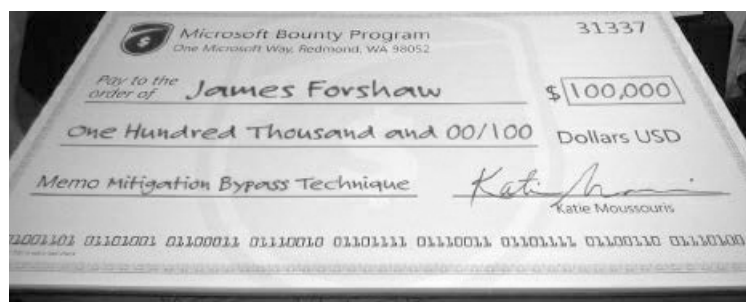 Microsoft Bounty Program
31337
One Microsoft Way, Redmond, WA 98052
Pay to the order of James Forshaw $ 100,000
One Hundred Thousand and 00/100 Dollars USD
Memo Mitigation Bypass Technique
Katie Moussouris
01001101 01101001 01100011 01110010 01101111 01110011 01101111 01100110 01110100